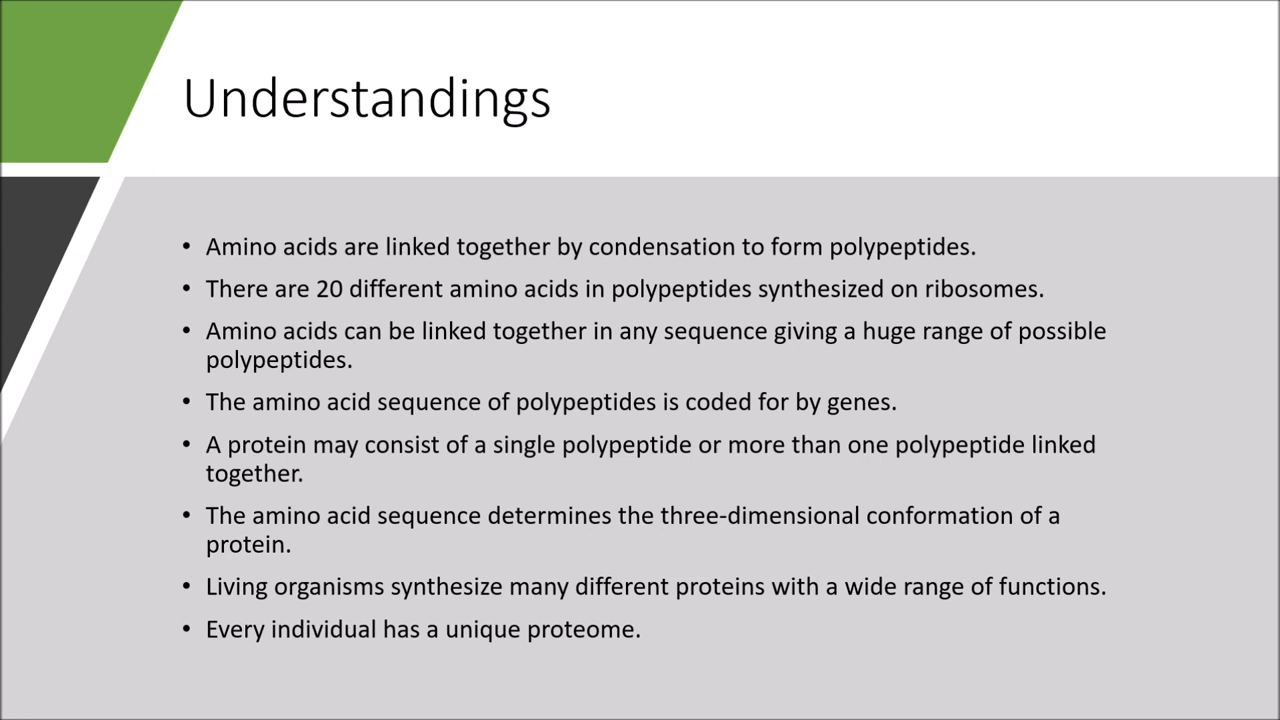 Understandings
• Amino acids are linked together by condensation to form polypeptides.
• There are 20 different amino acids in polypeptides synthesized on ribosomes.
• Amino acids can be linked together in any sequence giving a huge range of possible
polypeptides.
• The amino acid sequence of polypeptides is coded for by genes.
• A protein may consist of a single polypeptide or more than one polypeptide linked
together.
• The amino acid sequence determines the three-dimensional conformation of a
protein.
• Living organisms synthesize many different proteins with a wide range of functions.
• Every individual has a unique proteome.